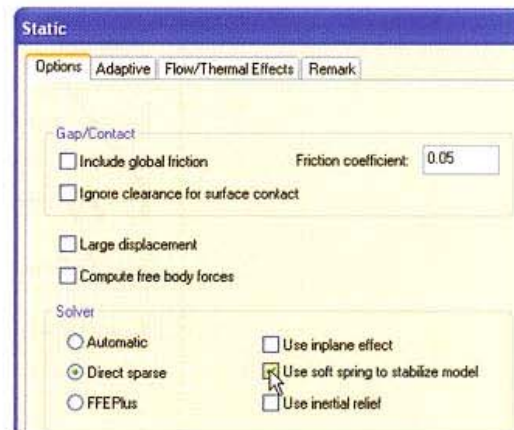 Static
Options Adaptive Flow/Thermal Effects Remark
Gap/Contact
Include global friction Friction coefficient: 0.05
Ignore clearance for surface contact
Large displacement
Compute free body forces
Solver
Automatic Use inplane effect
Direct sparse Use soft spring to stabilize model
FFEPlus Use inertial relief